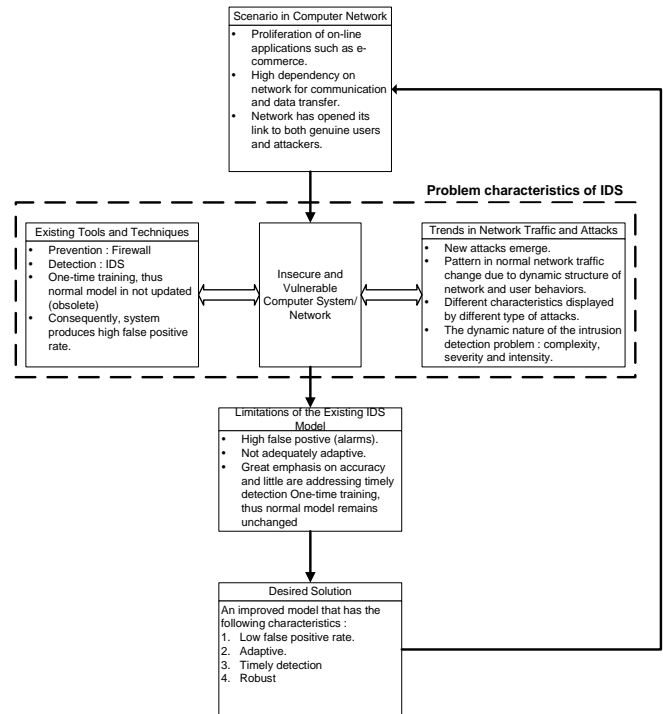 Scenario in Computer Network
• Proliferation of on-line
applications such as e-
commerce.
• High dependency on
network for communication
and data transfer.
• Network has opened its
link to both genuine users
and attackers.
Problem characteristics of IDS
Existing Tools and Techniques
• Prevention : Firewall
• Detection : IDS
• One-time training, thus
normal model in not updated
(obsolete)
• Consequently, system
produces high false positive
rate.
Insecure and
Vulnerable
Computer System/
Network
Trends in Network Traffic and Attacks
• New attacks emerge.
• Pattern in normal network traffic
change due to dynamic structure of
network and user behaviors.
• Different characteristics displayed
by different type of attacks.
• The dynamic nature of the intrusion
detection problem : complexity,
severity and intensity.
Limitations of the Existing IDS
Model
• High false postive (alarms).
• Not adequately adaptive.
• Great emphasis on accuracy
and little are addressing timely
detection One-time training,
thus normal model remains
unchanged
Desired Solution
An improved model that has the
following characteristics :
1. Low false positive rate.
2. Adaptive.
3. Timely detection
4. Robust